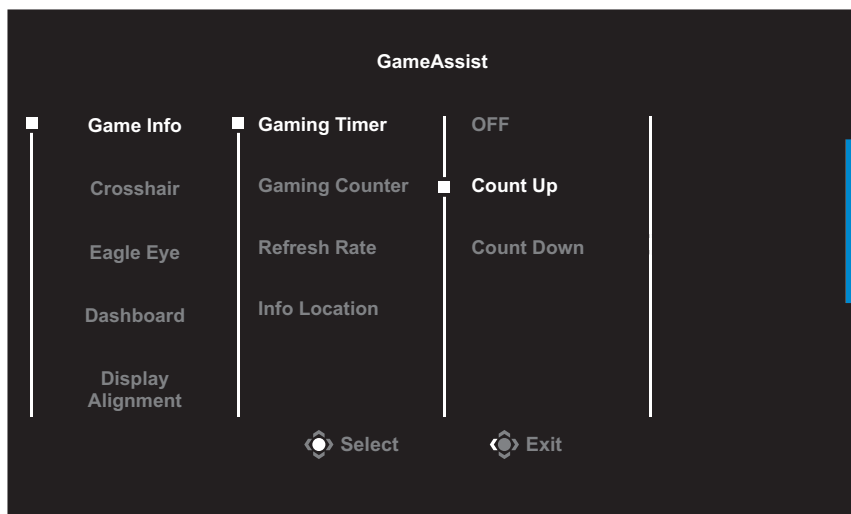 GameAssist
Game Info
Crosshair
Eagle Eye
Dashboard
Display
Alignment
Gaming Timer
Gaming Counter
Refresh Rate
Info Location
OFF
Count Up
Count Down
Select
Exit